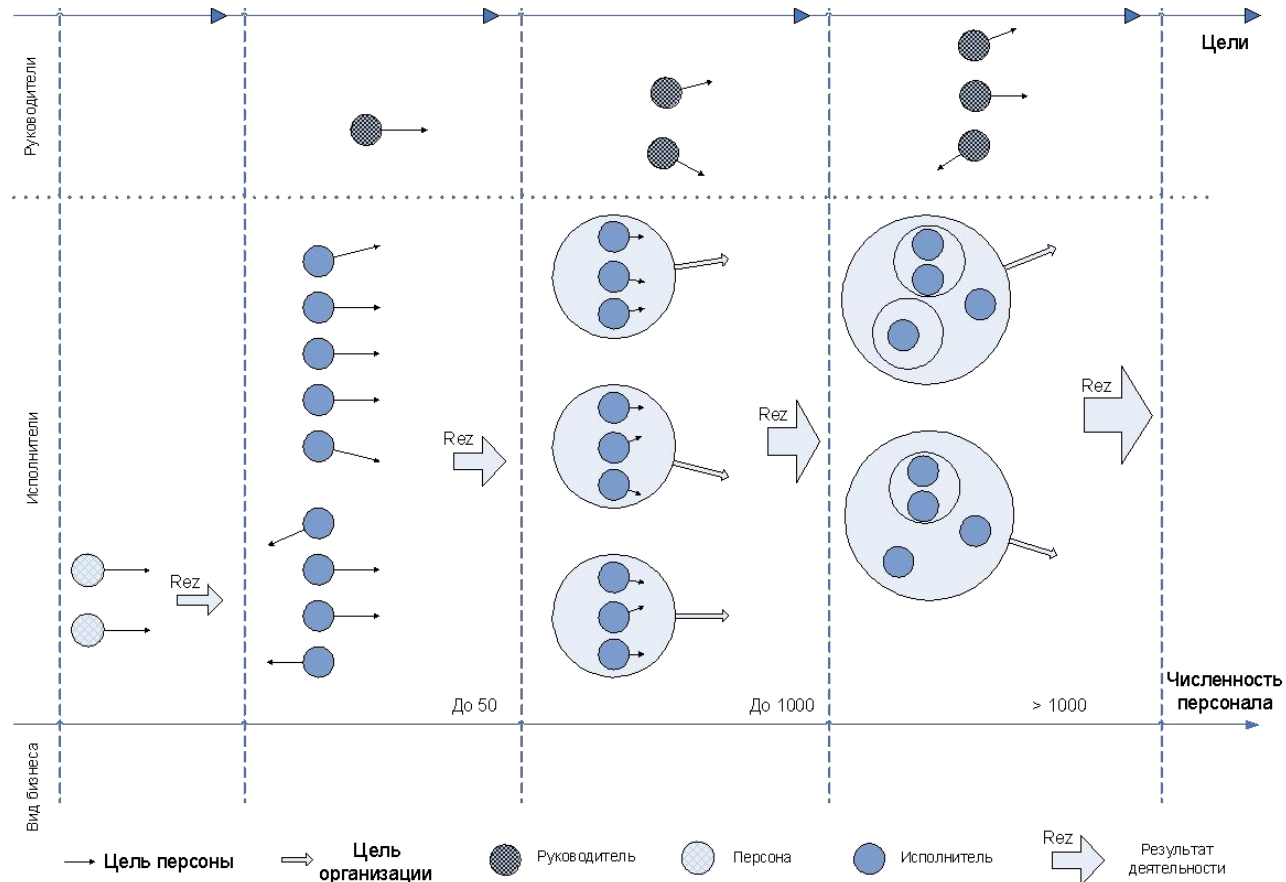 Цели
Руководители
Rez
Rez
Rez
Исполнители
Rez
Численность
персонала
До 50
До 1000
> 1000
Вид бизнеса
Цель персоны
Цель
организации
Руководитель
Персона
Исполнитель
Rez
Результат
деятельности